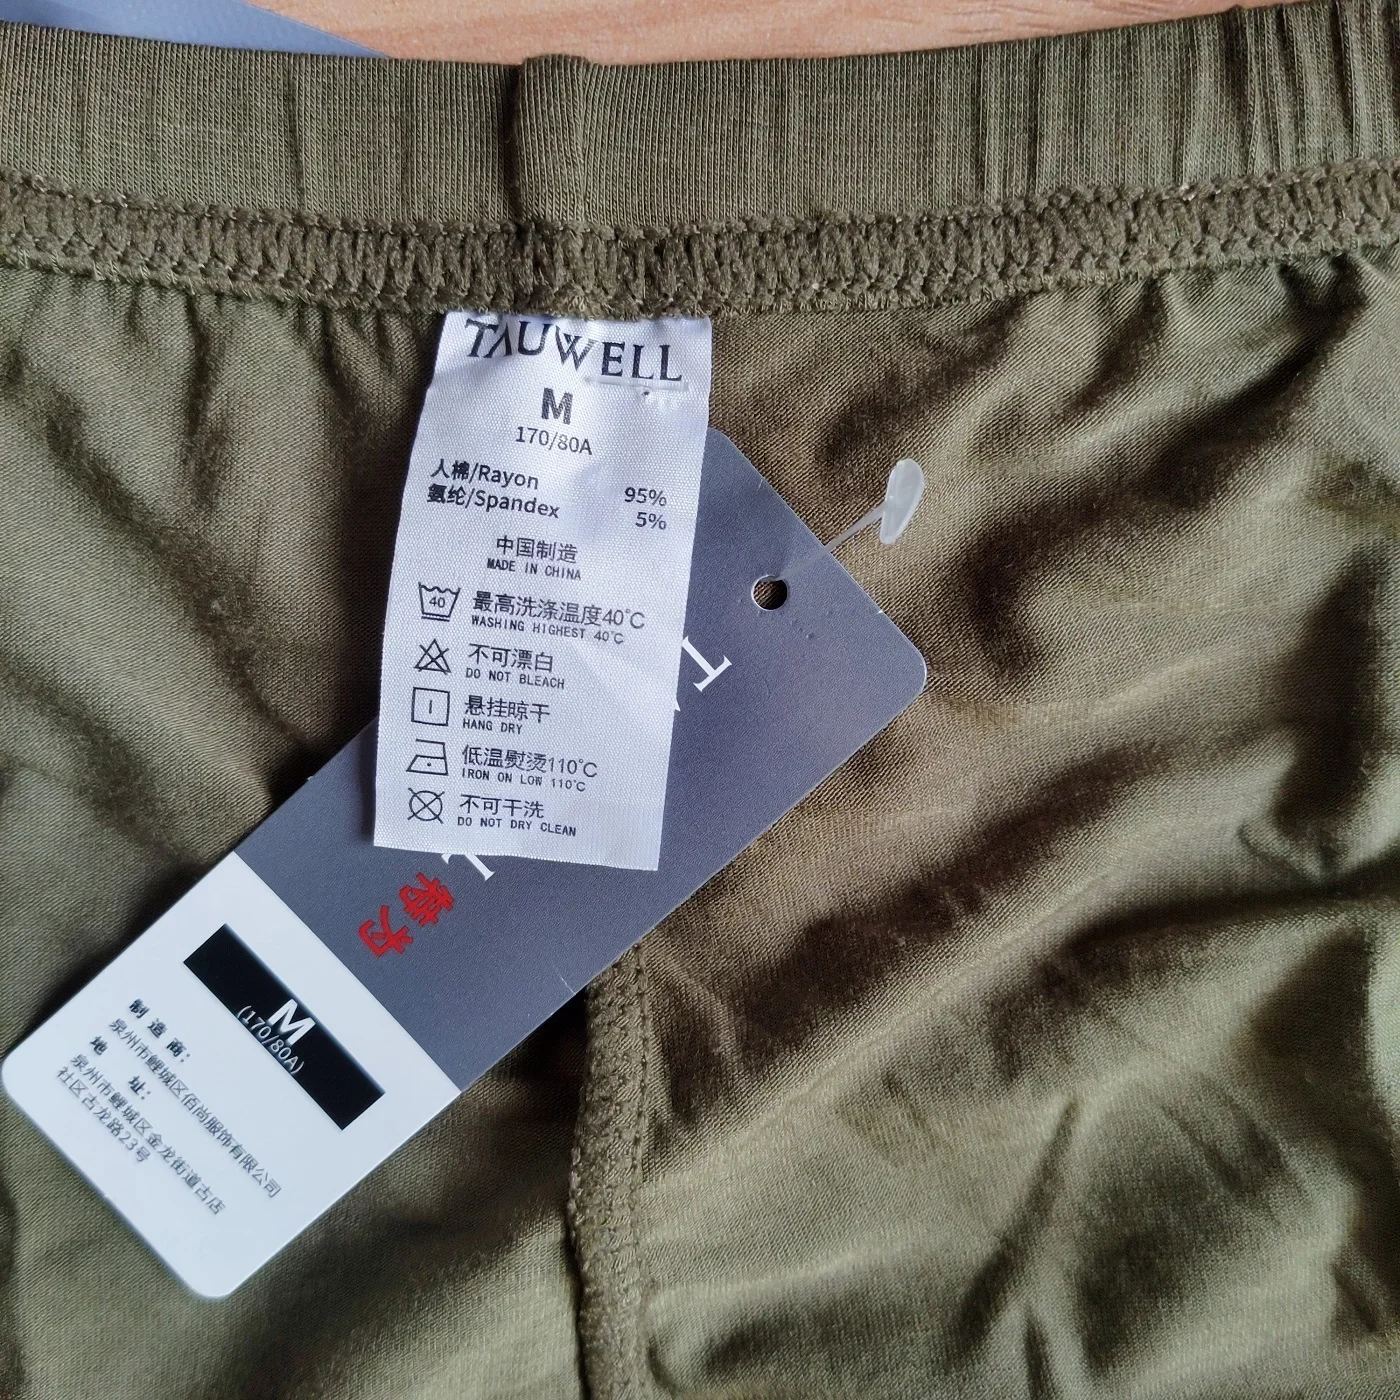 TAUWELL
M
170/80A
人棉/Rayon 95%
氨纶/Spandex 5%
中国制造
MADE IN CHINA
40 最高洗涤温度40℃
WASHING HIGHEST 40℃
不可漂白
DO NOT BLEACH
悬挂晾干
HANG DRY
低温熨烫110℃
IRON ON LOW 110℃
不可干洗
DO NOT DRY CLEAN
T
L
M
(170/80A)
制造商:
泉州市鲤城区佰尚服饰有限公司
地址:
泉州市鲤城区金龙街道古店
社区古龙路23号